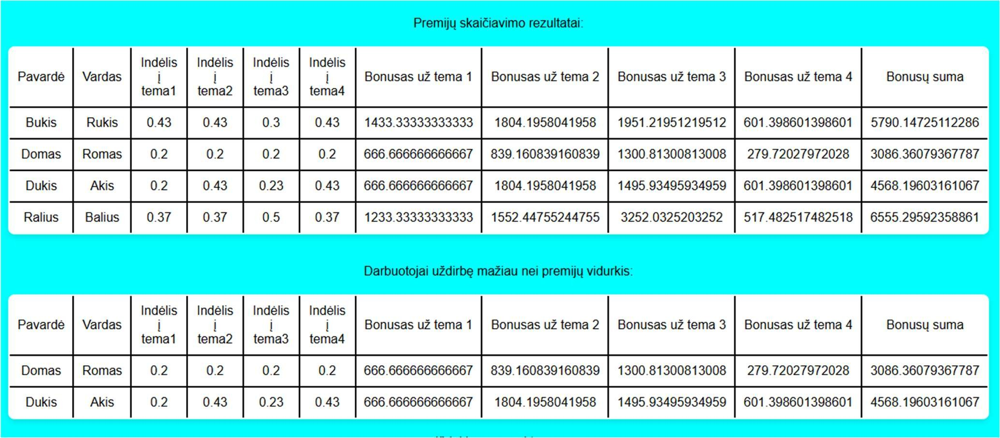 Premijų skaičiavimo rezultatai:
Pavardė Vardas Indėlis į tema1 Indėlis į tema2 Indėlis į tema3 Indėlis į tema4 Bonusas už tema 1 Bonusas už tema 2 Bonusas už tema 3 Bonusas už tema 4 Bonusų suma
Bukis Rukis 0.43 0.43 0.3 0.43 1433.33333333333 1804.1958041958 1951.21951219512 601.398601398601 5790.14725112286
Domas Romas 0.2 0.2 0.2 0.2 666.666666666667 839.160839160839 1300.81300813008 279.72027972028 3086.36079367787
Dukis Akis 0.2 0.43 0.23 0.43 666.666666666667 1804.1958041958 1495.93495934959 601.398601398601 4568.19603161067
Ralius Balius 0.37 0.37 0.5 0.37 1233.33333333333 1552.44755244755 3252.0325203252 517.482517482518 6555.29592358861
Darbuotojai uždirbę mažiau nei premijų vidurkis:
Pavardė Vardas Indėlis į tema1 Indėlis į tema2 Indėlis į tema3 Indėlis į tema4 Bonusas už tema 1 Bonusas už tema 2 Bonusas už tema 3 Bonusas už tema 4 Bonusų suma
Domas Romas 0.2 0.2 0.2 0.2 666.666666666667 839.160839160839 1300.81300813008 279.72027972028 3086.36079367787
Dukis Akis 0.2 0.43 0.23 0.43 666.666666666667 1804.1958041958 1495.93495934959 601.398601398601 4568.19603161067